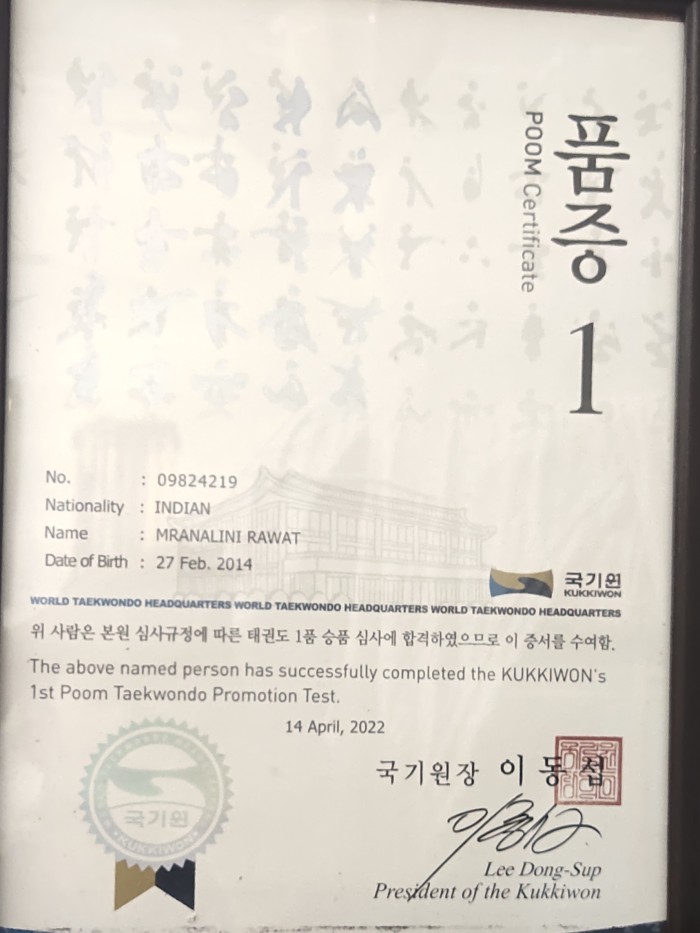 품증 1
POOM Certificate
No. : 09824219
Nationality : INDIAN
Name : MRANALINI RAWAT
Date of Birth : 27 Feb. 2014
국기원
KUKKIWON
WORLD TAEKWONDO HEADQUARTERS WORLD TAEKWONDO HEADQUARTERS WORLD TAEKWONDO HEADQUARTERS
위 사람은 본원 심사규정에 따른 태권도 1품 승품 심사에 합격하였으므로 이 증서를 수여함.
The above named person has successfully completed the KUKKIWON's
1st Poom Taekwondo Promotion Test.
14 April, 2022
국기원장 이동섭
국기원
KUKKIWON
Lee Dong-Sup
President of the Kukkiwon